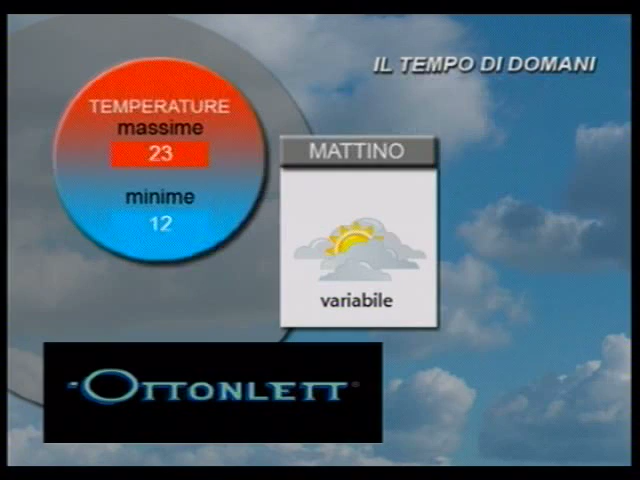 IL TEMPO DI DOMANI
TEMPERATURE
massime
23
minime
12
MATTINO
variabile
OTTONLETT